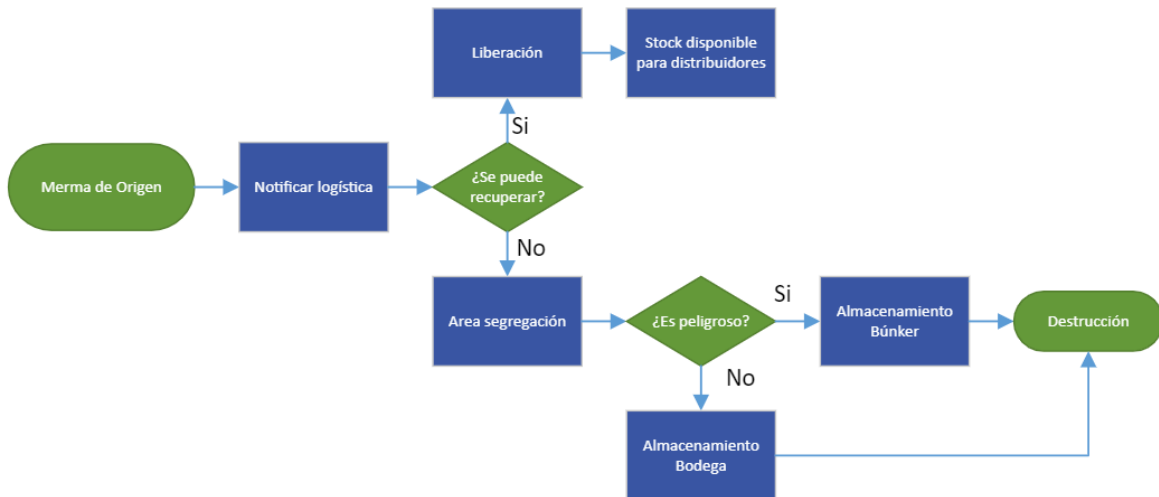 Liberación
Stock disponible
para distribuidores
Si
Merma de Origen
Notificar logística
¿Se puede
recuperar?
No
Area segregación
¿Es peligroso?
Si
Almacenamiento
Búnker
Destrucción
No
Almacenamiento
Bodega